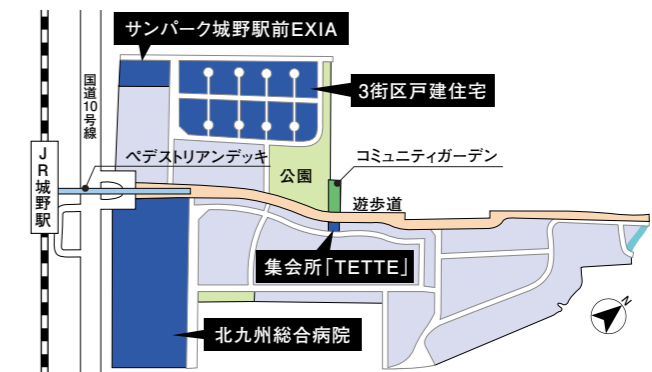 サンパーク城野駅前EXIA
国道10号線
3街区戸建住宅
JR城野駅
ペデストリアンデッキ
コミュニティガーデン
公園
遊歩道
集会所「TETTE」
北九州総合病院
N